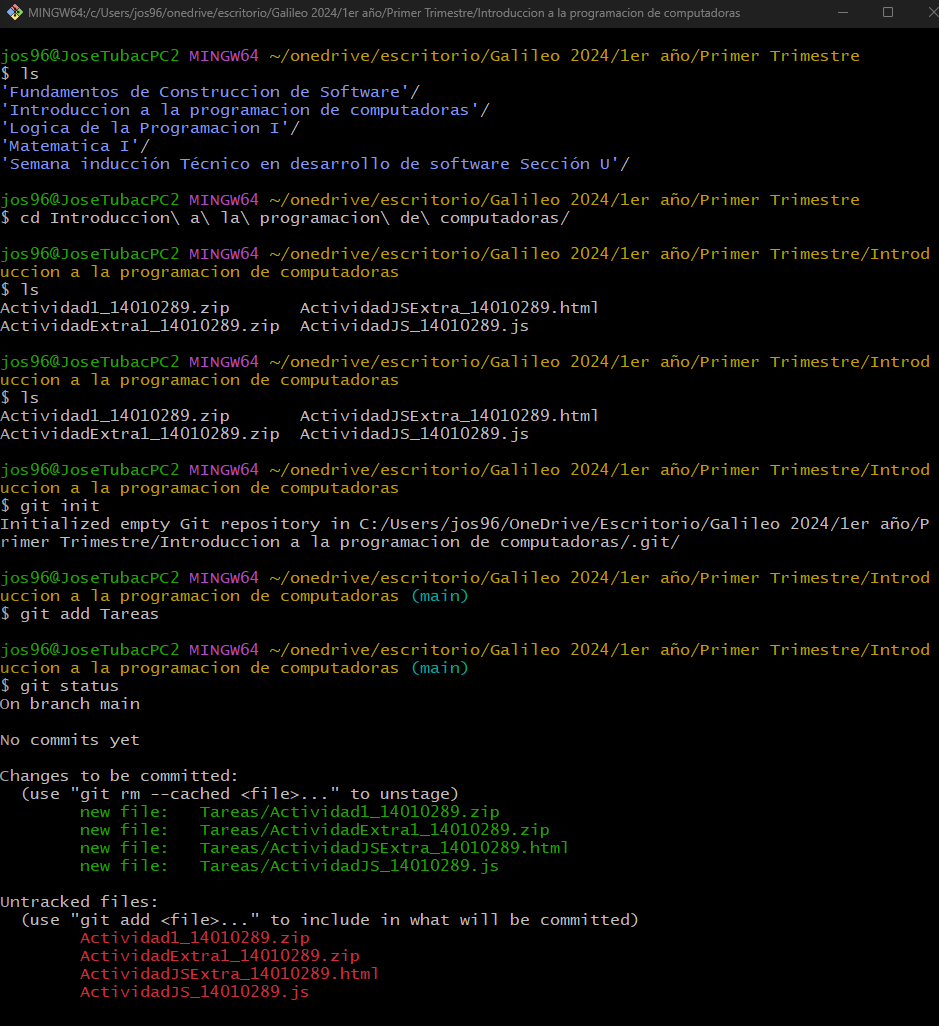 MINGW64:/c/Users/jos96/onedrive/escritorio/Galileo 2024/1er año/Primer Trimestre/Introduccion a la programacion de computadoras
jos96@JoseTubacPC2 MINGW64 ~/onedrive/escritorio/Galileo 2024/1er año/Primer Trimestre
$ ls
'Fundamentos de Construccion de Software'/
'Introduccion a la programacion de computadoras'/
'Logica de la Programacion I'/
'Matematica I'/
'Semana inducción Técnico en desarrollo de software Sección U'/
jos96@JoseTubacPC2 MINGW64 ~/onedrive/escritorio/Galileo 2024/1er año/Primer Trimestre
$ cd Introduccion\ a\ la\ programacion\ de\ computadoras/
jos96@JoseTubacPC2 MINGW64 ~/onedrive/escritorio/Galileo 2024/1er año/Primer Trimestre/Introd
uccion a la programacion de computadoras
$ ls
Actividad1_14010289.zip       ActividadJSExtra_14010289.html
ActividadExtra1_14010289.zip  ActividadJS_14010289.js
jos96@JoseTubacPC2 MINGW64 ~/onedrive/escritorio/Galileo 2024/1er año/Primer Trimestre/Introd
uccion a la programacion de computadoras
$ ls
Actividad1_14010289.zip       ActividadJSExtra_14010289.html
ActividadExtra1_14010289.zip  ActividadJS_14010289.js
jos96@JoseTubacPC2 MINGW64 ~/onedrive/escritorio/Galileo 2024/1er año/Primer Trimestre/Introd
uccion a la programacion de computadoras
$ git init
Initialized empty Git repository in C:/Users/jos96/OneDrive/Escritorio/Galileo 2024/1er año/P
rimer Trimestre/Introduccion a la programacion de computadoras/.git/
jos96@JoseTubacPC2 MINGW64 ~/onedrive/escritorio/Galileo 2024/1er año/Primer Trimestre/Introd
uccion a la programacion de computadoras (main)
$ git add Tareas
jos96@JoseTubacPC2 MINGW64 ~/onedrive/escritorio/Galileo 2024/1er año/Primer Trimestre/Introd
uccion a la programacion de computadoras (main)
$ git status
On branch main
No commits yet
Changes to be committed:
  (use "git rm --cached <file>..." to unstage)
        new file:   Tareas/Actividad1_14010289.zip
        new file:   Tareas/ActividadExtra1_14010289.zip
        new file:   Tareas/ActividadJSExtra_14010289.html
        new file:   Tareas/ActividadJS_14010289.js
Untracked files:
  (use "git add <file>..." to include in what will be committed)
        Actividad1_14010289.zip
        ActividadExtra1_14010289.zip
        ActividadJSExtra_14010289.html
        ActividadJS_14010289.js